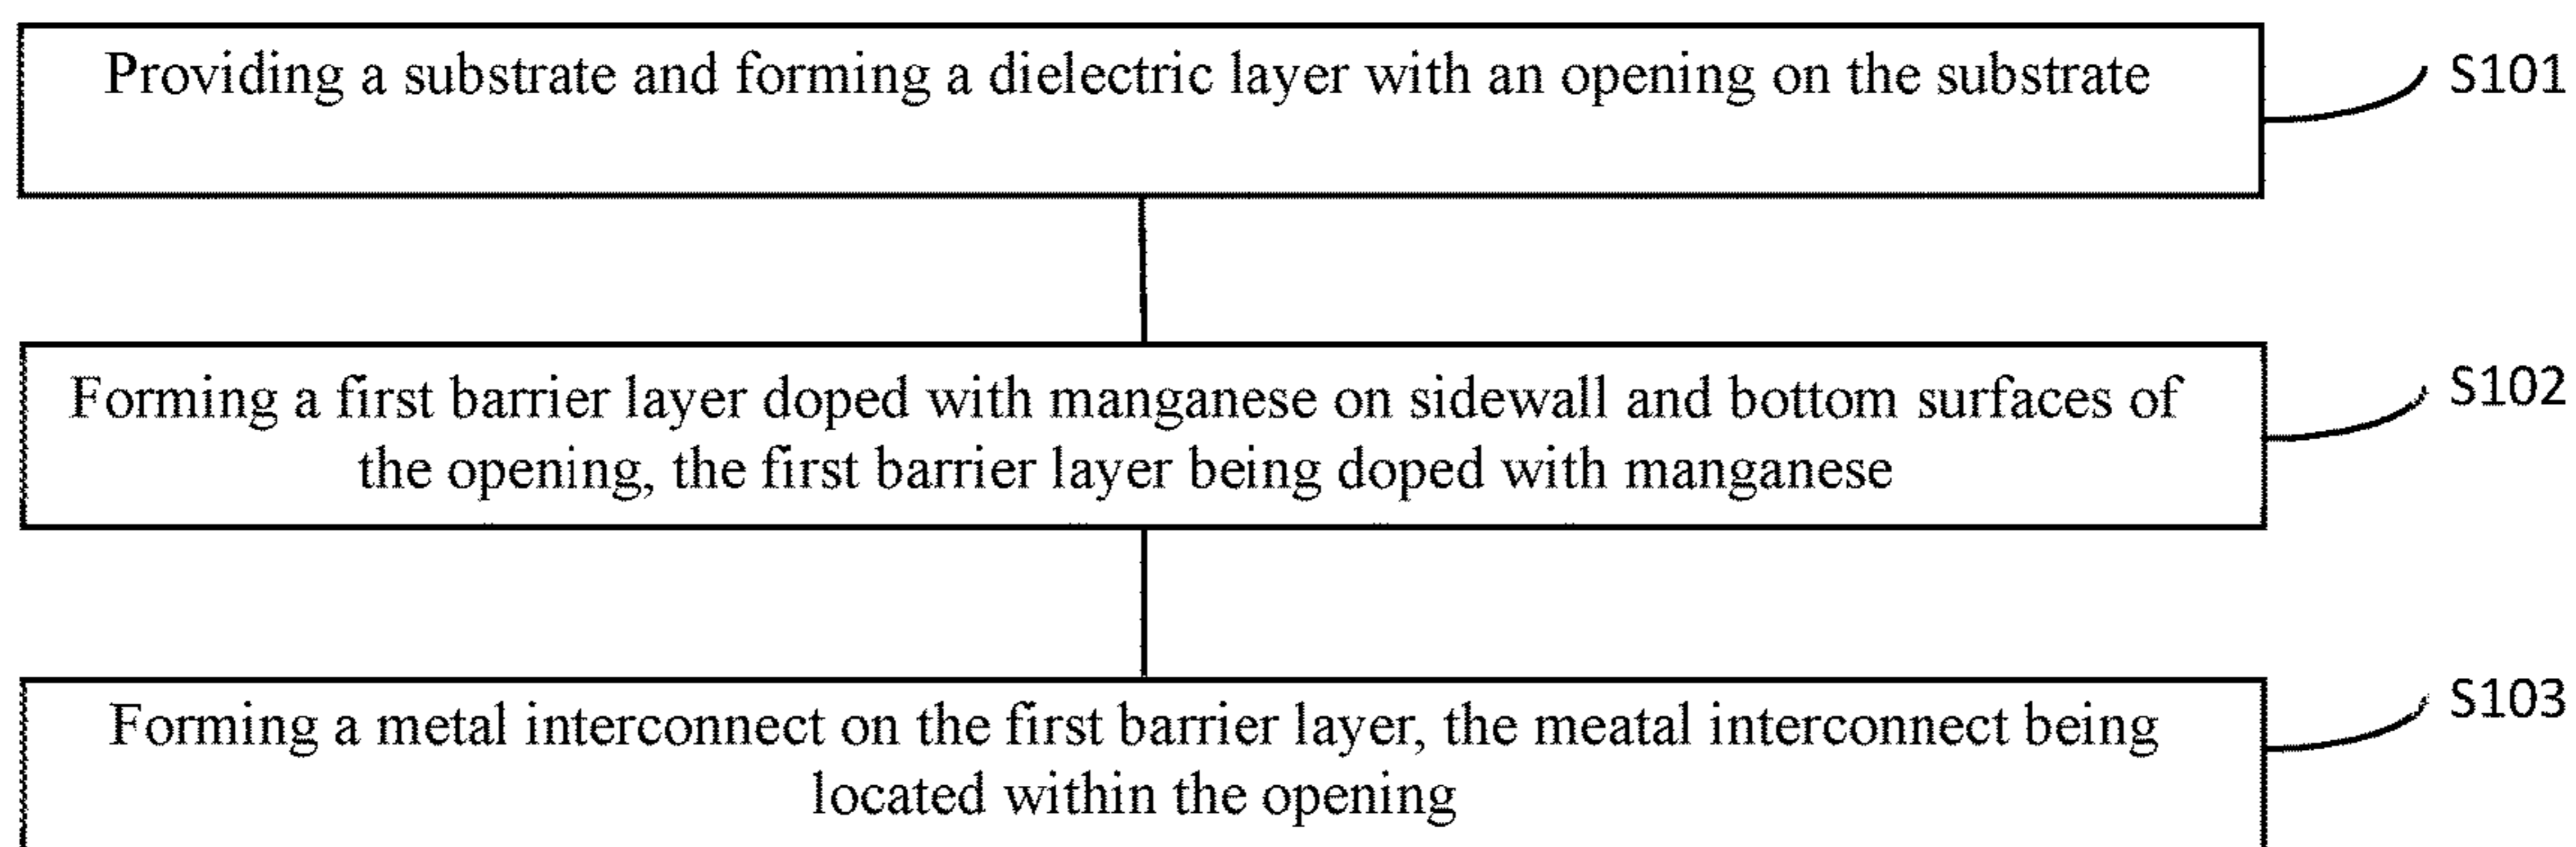 Providing a substrate and forming a dielectric layer with an opening on the substrate
S101
Forming a first barrier layer doped with manganese on sidewall and bottom surfaces of
the opening, the first barrier layer being doped with manganese
S102
Forming a metal interconnect on the first barrier layer, the meatal interconnect being
located within the opening
S103